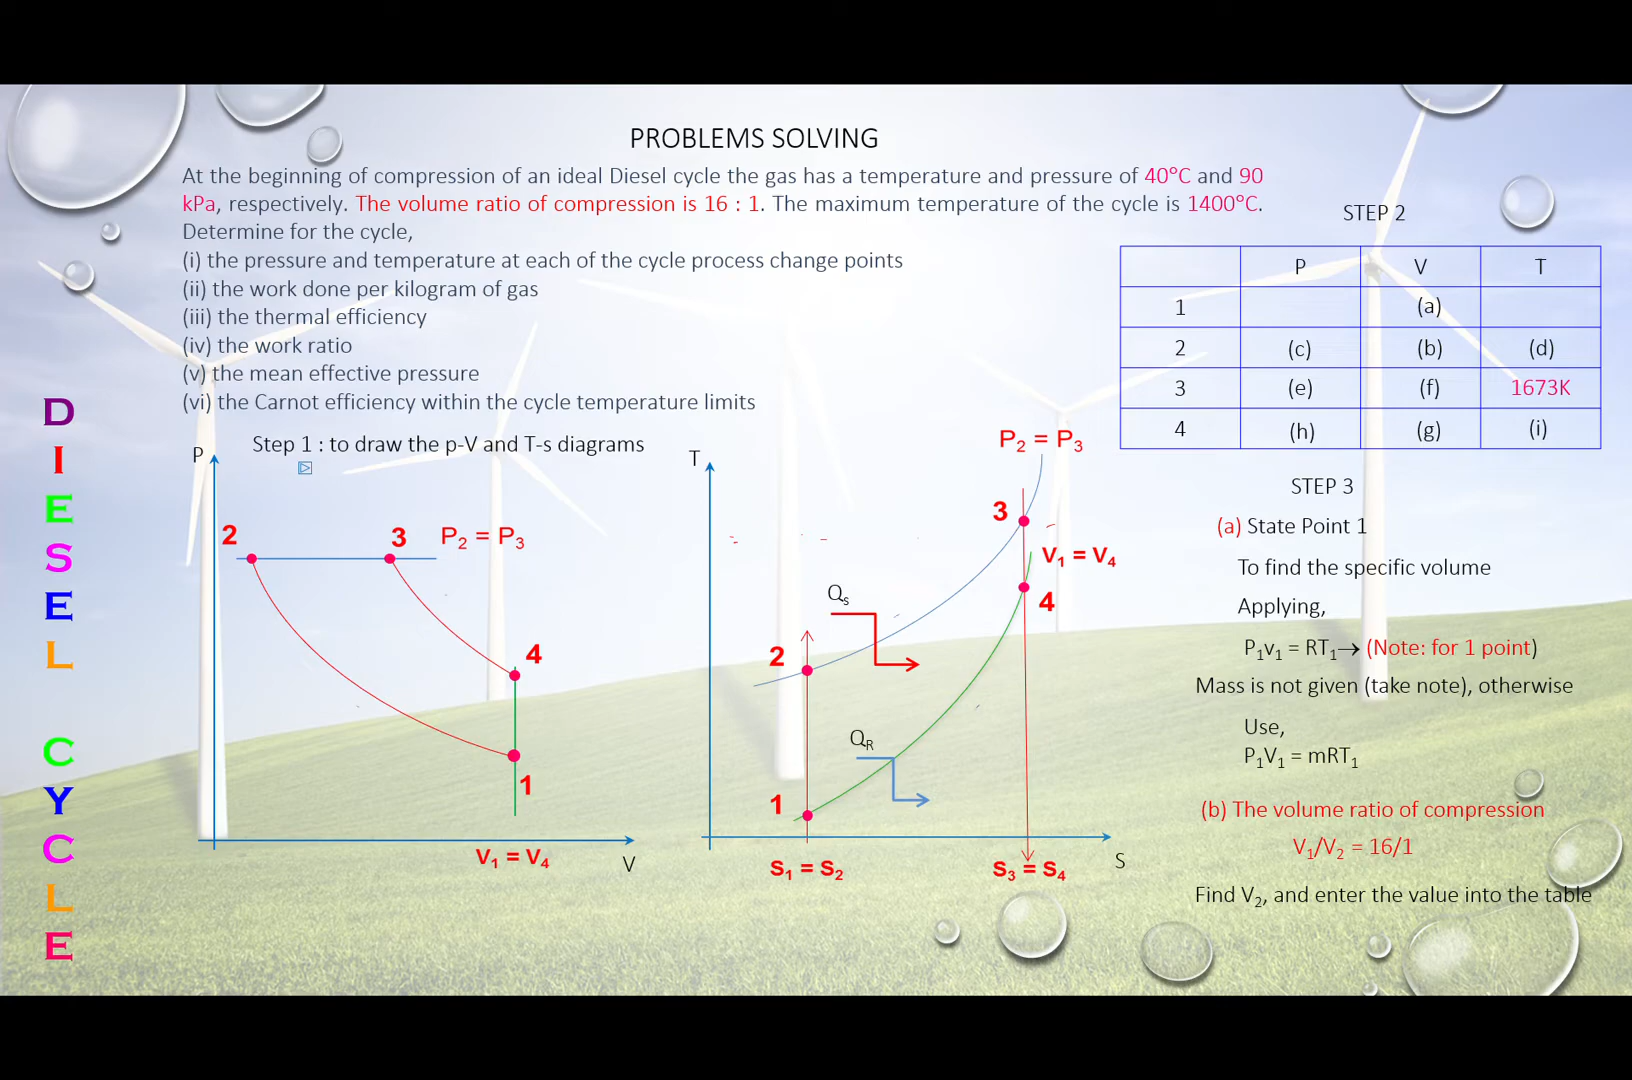 PROBLEMS SOLVING
At the beginning of compression of an ideal Diesel cycle the gas has a temperature and pressure of 40°C and 90
kPa, respectively. The volume ratio of compression is 16 : 1. The maximum temperature of the cycle is 1400°C.
Determine for the cycle,
(i) the pressure and temperature at each of the cycle process change points
(ii) the work done per kilogram of gas
(iii) the thermal efficiency
(iv) the work ratio
(v) the mean effective pressure
(vi) the Carnot efficiency within the cycle temperature limits
D
I
E
S
E
L
C
Y
C
L
E
Step 1 : to draw the p-V and T-s diagrams
P
2
3
P₂ = P₃
4
1
V₁ = V₄
V
T
P₂ = P₃
3
V₁ = V₄
4
Qₛ
2
Q_R
1
S₁ = S₂
S₃ = S₄
S
STEP 2
P V T
1 (a)
2 (c) (b) (d)
3 (e) (f) 1673K
4 (h) (g) (i)
STEP 3
(a) State Point 1
To find the specific volume
Applying,
P₁v₁ = RT₁→ (Note: for 1 point)
Mass is not given (take note), otherwise
Use,
P₁V₁ = mRT₁
(b) The volume ratio of compression
V₁/V₂ = 16/1
Find V₂, and enter the value into the table